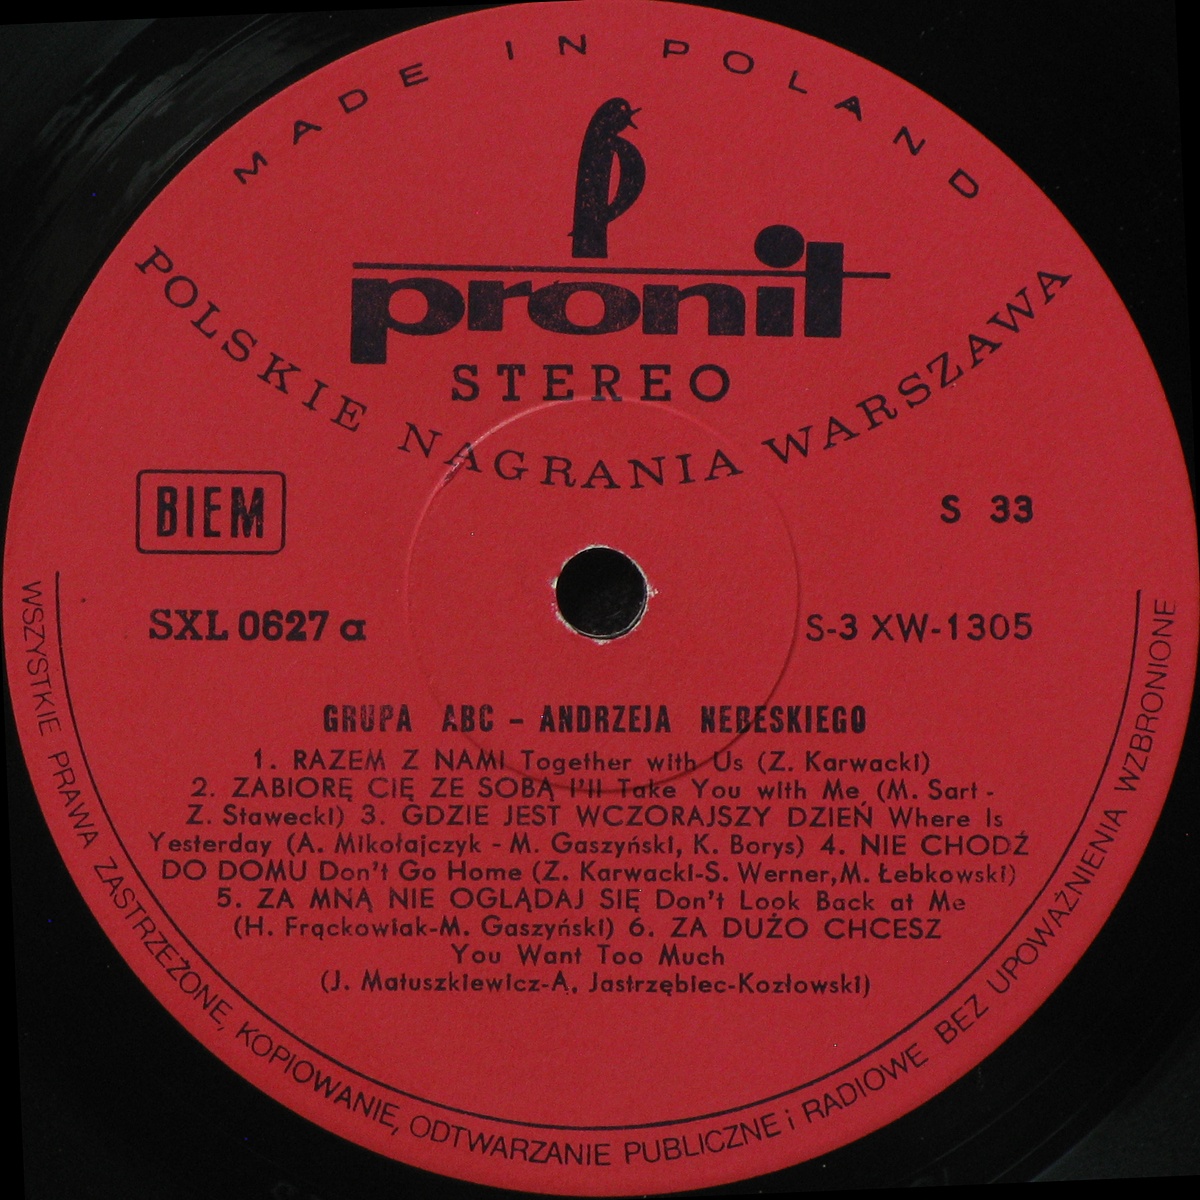 MADE IN POLAND
pronit
STEREO
POLSKIE NAGRANIA WARSZAWA
BIEM
S 33
SXL 0627 a
S-3 XW-1305
GRUPA ABC – ANDRZEJA NEBESKIEGO
1. RAZEM Z NAMI Together with Us (Z. Karwacki)
2. ZABIORĘ CIĘ ZE SOBĄ I'll Take You with Me (M. Sart -
Z. Stawecki) 3. GDZIE JEST WCZORAJSZY DZIEŃ Where Is
Yesterday (A. Mikołajczyk - M. Gaszyński, K. Borys) 4. NIE CHODŹ
DO DOMU Don't Go Home (Z. Karwacki-S. Werner,M. Łebkowski)
5. ZA MNĄ NIE OGLĄDAJ SIĘ Don't Look Back at Me
(H. Frąckowiak-M. Gaszyński) 6. ZA DUŻO CHCESZ
You Want Too Much
(J. Matuszkiewicz-A. Jastrzębiec-Kozłowski)
WSZYSTKIE PRAWA ZASTRZEŻONE, KOPIOWANIE, ODTWARZANIE PUBLICZNE i RADIOWE BEZ UPOWAŻNIENIA WZBRONIONE